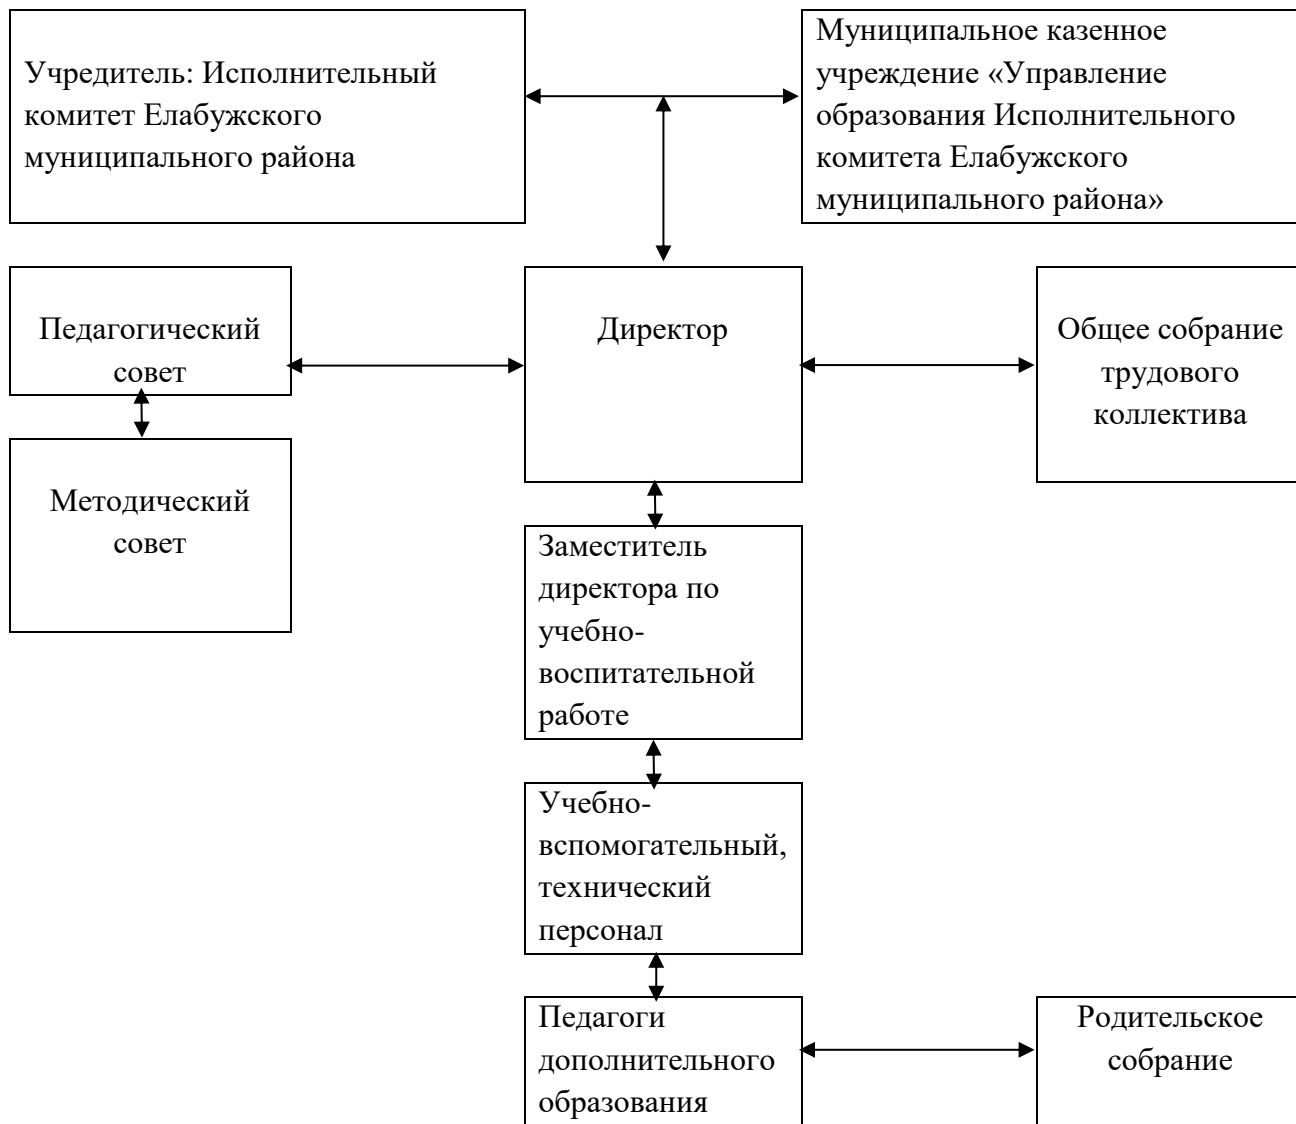 Учредитель: Исполнительный
комитет Елабужского
муниципального района
Муниципальное казенное
учреждение «Управление
образования Исполнительного
комитета Елабужского
муниципального района»
Педагогический
совет
Директор
Общее собрание
трудового
коллектива
Методический
совет
Заместитель
директора по
учебно-
воспитательной
работе
Учебно-
вспомогательный,
технический
персонал
Педагоги
дополнительного
образования
Родительское
собрание